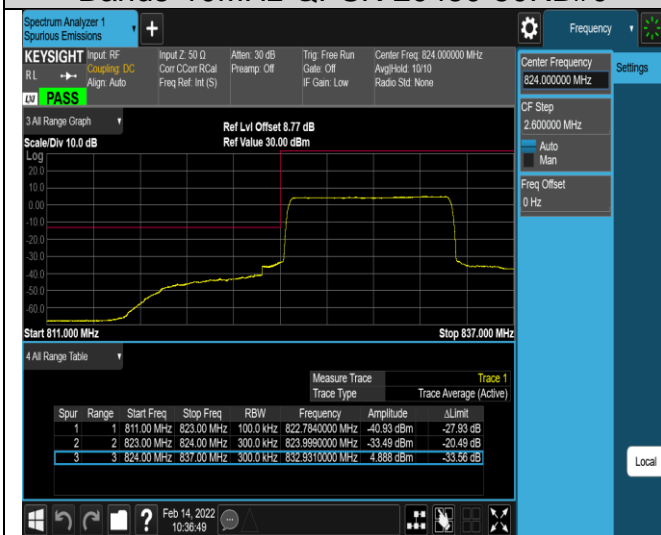 Spectrum Analyzer 1
Spurious Emissions
+
Frequency
KEYSIGHT Input: RF Input Z: 50 Ω Atten: 30 dB Trig: Free Run Center Freq: 824.000000 MHz
RL Coupling: DC Corr CCorr RCal Preamp: Off Gate: Off Avg|Hold: 10/10
Align: Auto Freq Ref: Int (S) IF Gain: Low Radio Std: None
PASS
Center Frequency
824.000000 MHz
Settings
CF Step
2.600000 MHz
Auto
Man
Freq Offset
0 Hz
3 All Range Graph
Ref Lvl Offset 8.77 dB
Scale/Div 10.0 dB Ref Value 30.00 dBm
Log
20.0
10.0
0.00
-10.0
-20.0
-30.0
-40.0
-50.0
-60.0
Start 811.000 MHz Stop 837.000 MHz
4 All Range Table
Measure Trace Trace 1
Trace Type Trace Average (Active)
Spur Range Start Freq Stop Freq RBW Frequency Amplitude ΔLimit
1 1 811.00 MHz 823.00 MHz 100.0 kHz 822.7840000 MHz -40.93 dBm -27.93 dB
2 2 823.00 MHz 824.00 MHz 300.0 kHz 823.9990000 MHz -33.49 dBm -20.49 dB
3 3 824.00 MHz 837.00 MHz 300.0 kHz 832.9310000 MHz 4.888 dBm -33.56 dB
Local
?
Feb 14, 2022
10:36:49